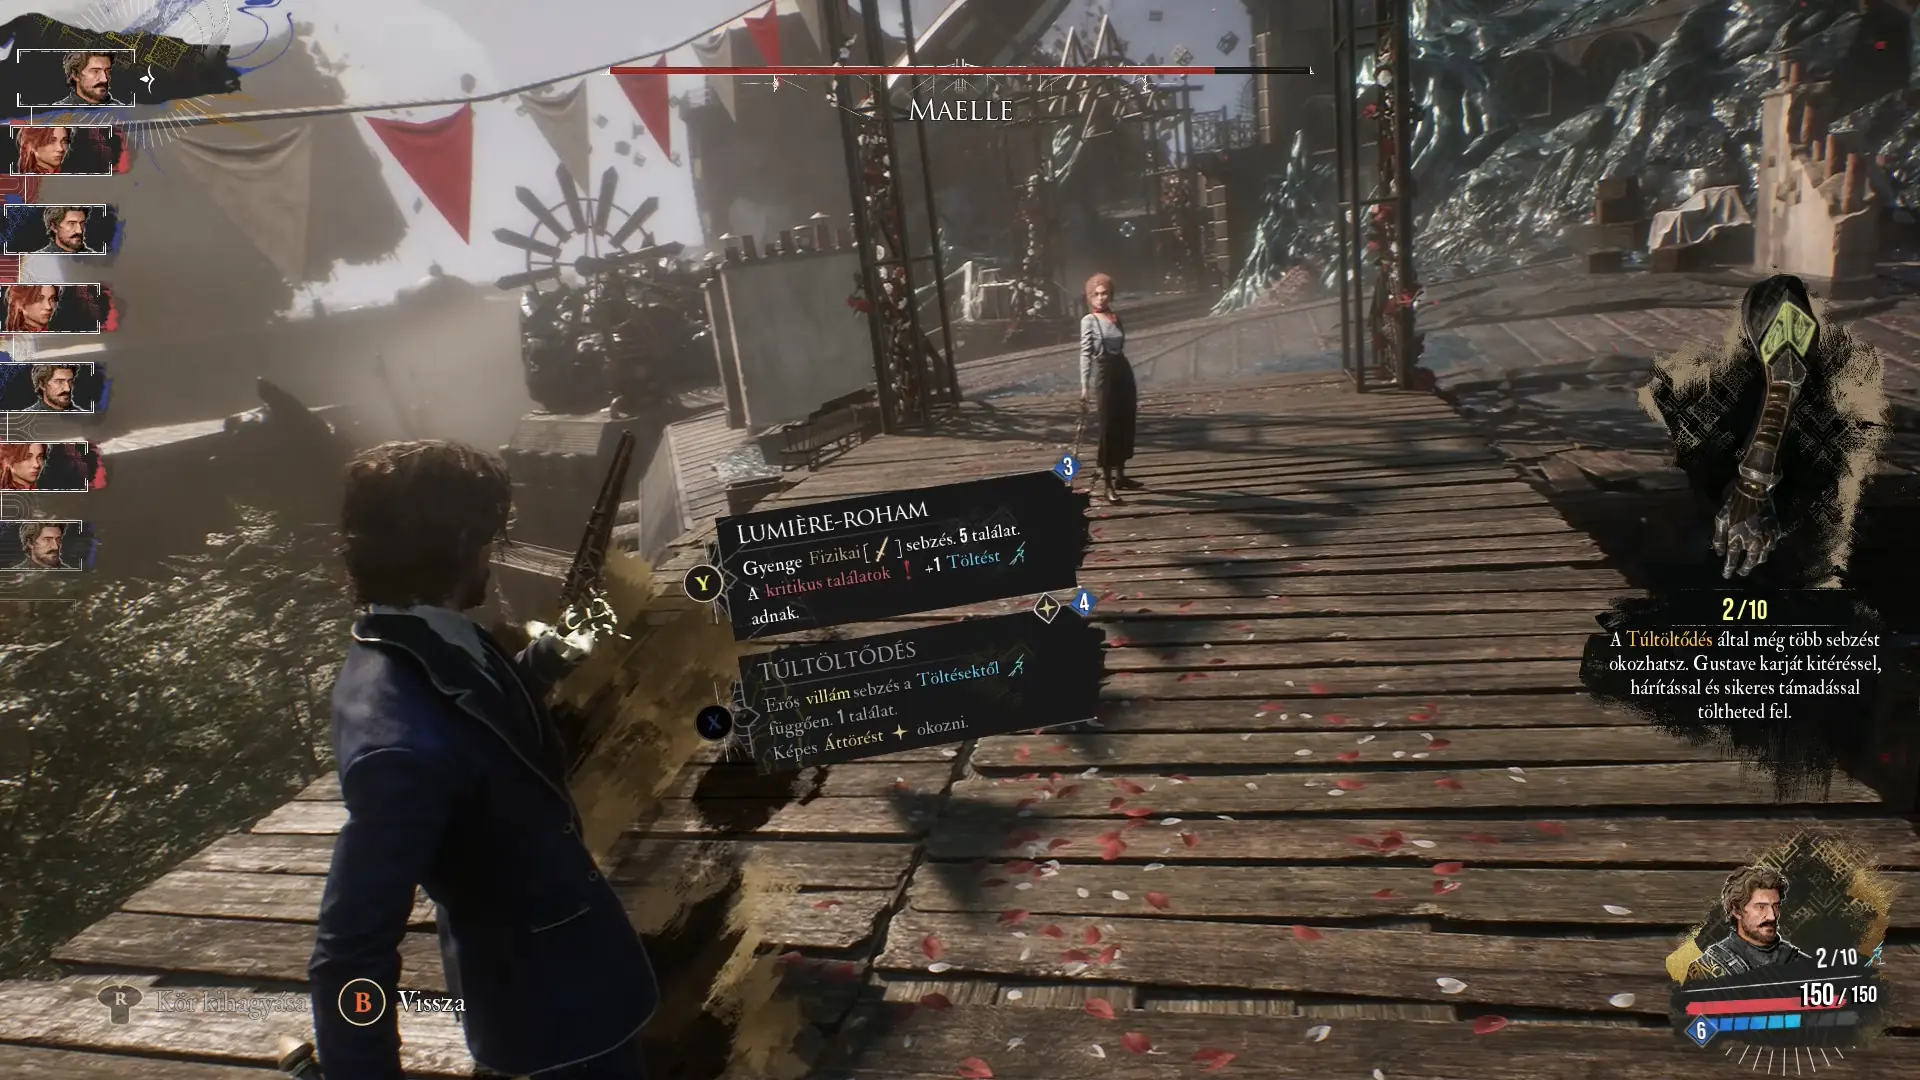 MAELLE
3
LUMIÈRE-ROHAM
Gyenge Fizikai [ ] sebzés. 5 találat.
A kritikus találatok ! +1 Töltést
adnak.
Y
4
TÚLTÖLTŐDÉS
Erős villám sebzés a Töltésektől
függően. 1 találat.
Képes Áttörést okozni.
X
2/10
A Túltöltődés által még több sebzést
okozhatsz. Gustave karját kitéréssel,
hárítással és sikeres támadással
töltheted fel.
R Kör kihagyása
B Vissza
2/10
150/150
6